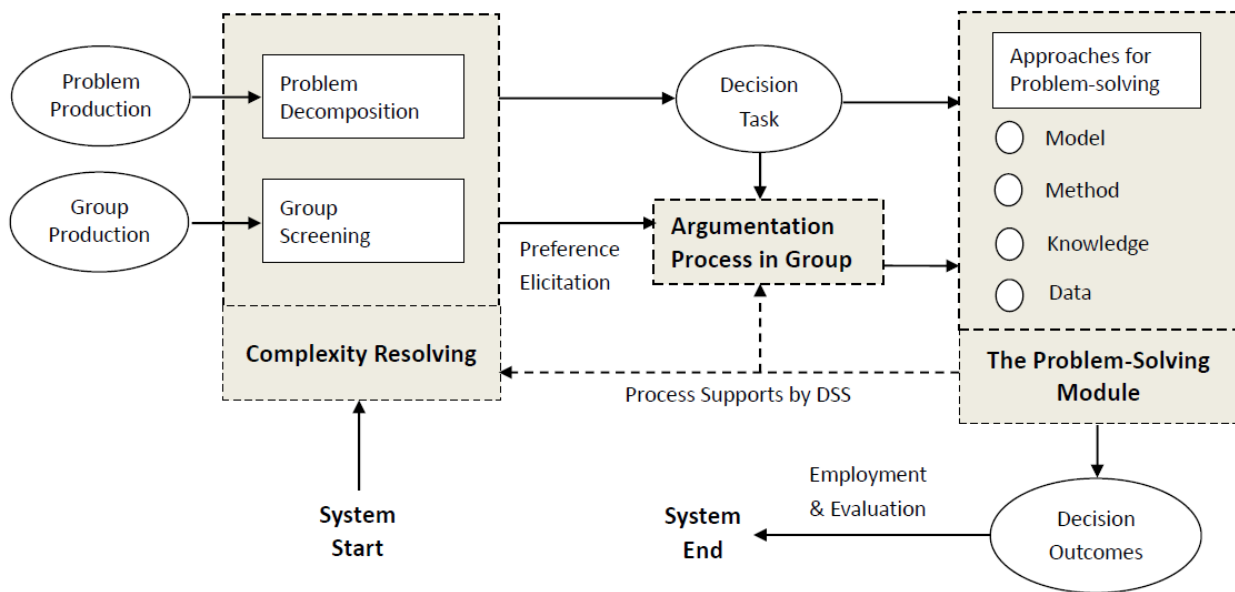 Problem
Production
Problem
Decomposition
Decision
Task
Approaches for
Problem-solving
Model
Method
Knowledge
Data
Group
Production
Group
Screening
Preference
Elicitation
Argumentation
Process in Group
Complexity Resolving
The Problem-Solving
Module
Process Supports by DSS
System
Start
System
End
Employment
& Evaluation
Decision
Outcomes